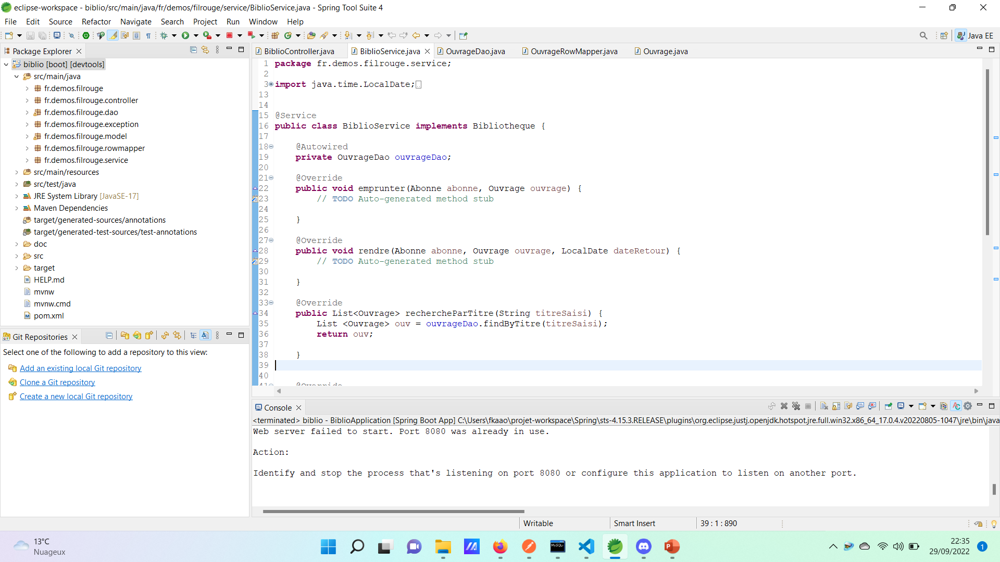 eclipse-workspace - biblio/src/main/java/fr/demos/filrouge/service/BiblioService.java - Spring Tool Suite 4
File Edit Source Refactor Navigate Search Project Run Window Help
Java EE
Package Explorer
biblio [boot] [devtools]
src/main/java
fr.demos.filrouge
fr.demos.filrouge.controller
fr.demos.filrouge.dao
fr.demos.filrouge.exception
fr.demos.filrouge.model
fr.demos.filrouge.rowmapper
fr.demos.filrouge.service
src/main/resources
src/test/java
JRE System Library [JavaSE-17]
Maven Dependencies
target/generated-sources/annotations
target/generated-test-sources/test-annotations
doc
src
target
HELP.md
mvnw
mvnw.cmd
pom.xml
Git Repositories
Select one of the following to add a repository to this view:
Add an existing local Git repository
Clone a Git repository
Create a new local Git repository
BiblioController.java BiblioService.java OuvrageDao.java OuvrageRowMapper.java Ouvrage.java
1 package fr.demos.filrouge.service;
2
3 import java.time.LocalDate;
13
14
15 @Service
16 public class BiblioService implements Bibliotheque {
17
18 @Autowired
19 private OuvrageDao ouvrageDao;
20
21 @Override
22 public void emprunter(Abonne abonne, Ouvrage ouvrage) {
23 // TODO Auto-generated method stub
24
25 }
26
27 @Override
28 public void rendre(Abonne abonne, Ouvrage ouvrage, LocalDate dateRetour) {
29 // TODO Auto-generated method stub
30
31 }
32
33 @Override
34 public List<Ouvrage> rechercheParTitre(String titreSaisi) {
35 List <Ouvrage> ouv = ouvrageDao.findByTitre(titreSaisi);
36 return ouv;
37
38 }
39
40
41 @Override
Console
<terminated> biblio - BiblioApplication [Spring Boot App] C:\Users\fkaao\projet-workspace\Spring\sts-4.15.3.RELEASE\plugins\org.eclipse.justj.openjdk.hotspot.jre.full.win32.x86_64_17.0.4.v20220805-1047\jre\bin\java
Web server failed to start. Port 8080 was already in use.
Action:
Identify and stop the process that's listening on port 8080 or configure this application to listen on another port.
Writable Smart Insert 39 : 1 : 890
13°C
Nuageux
22:35
29/09/2022
1